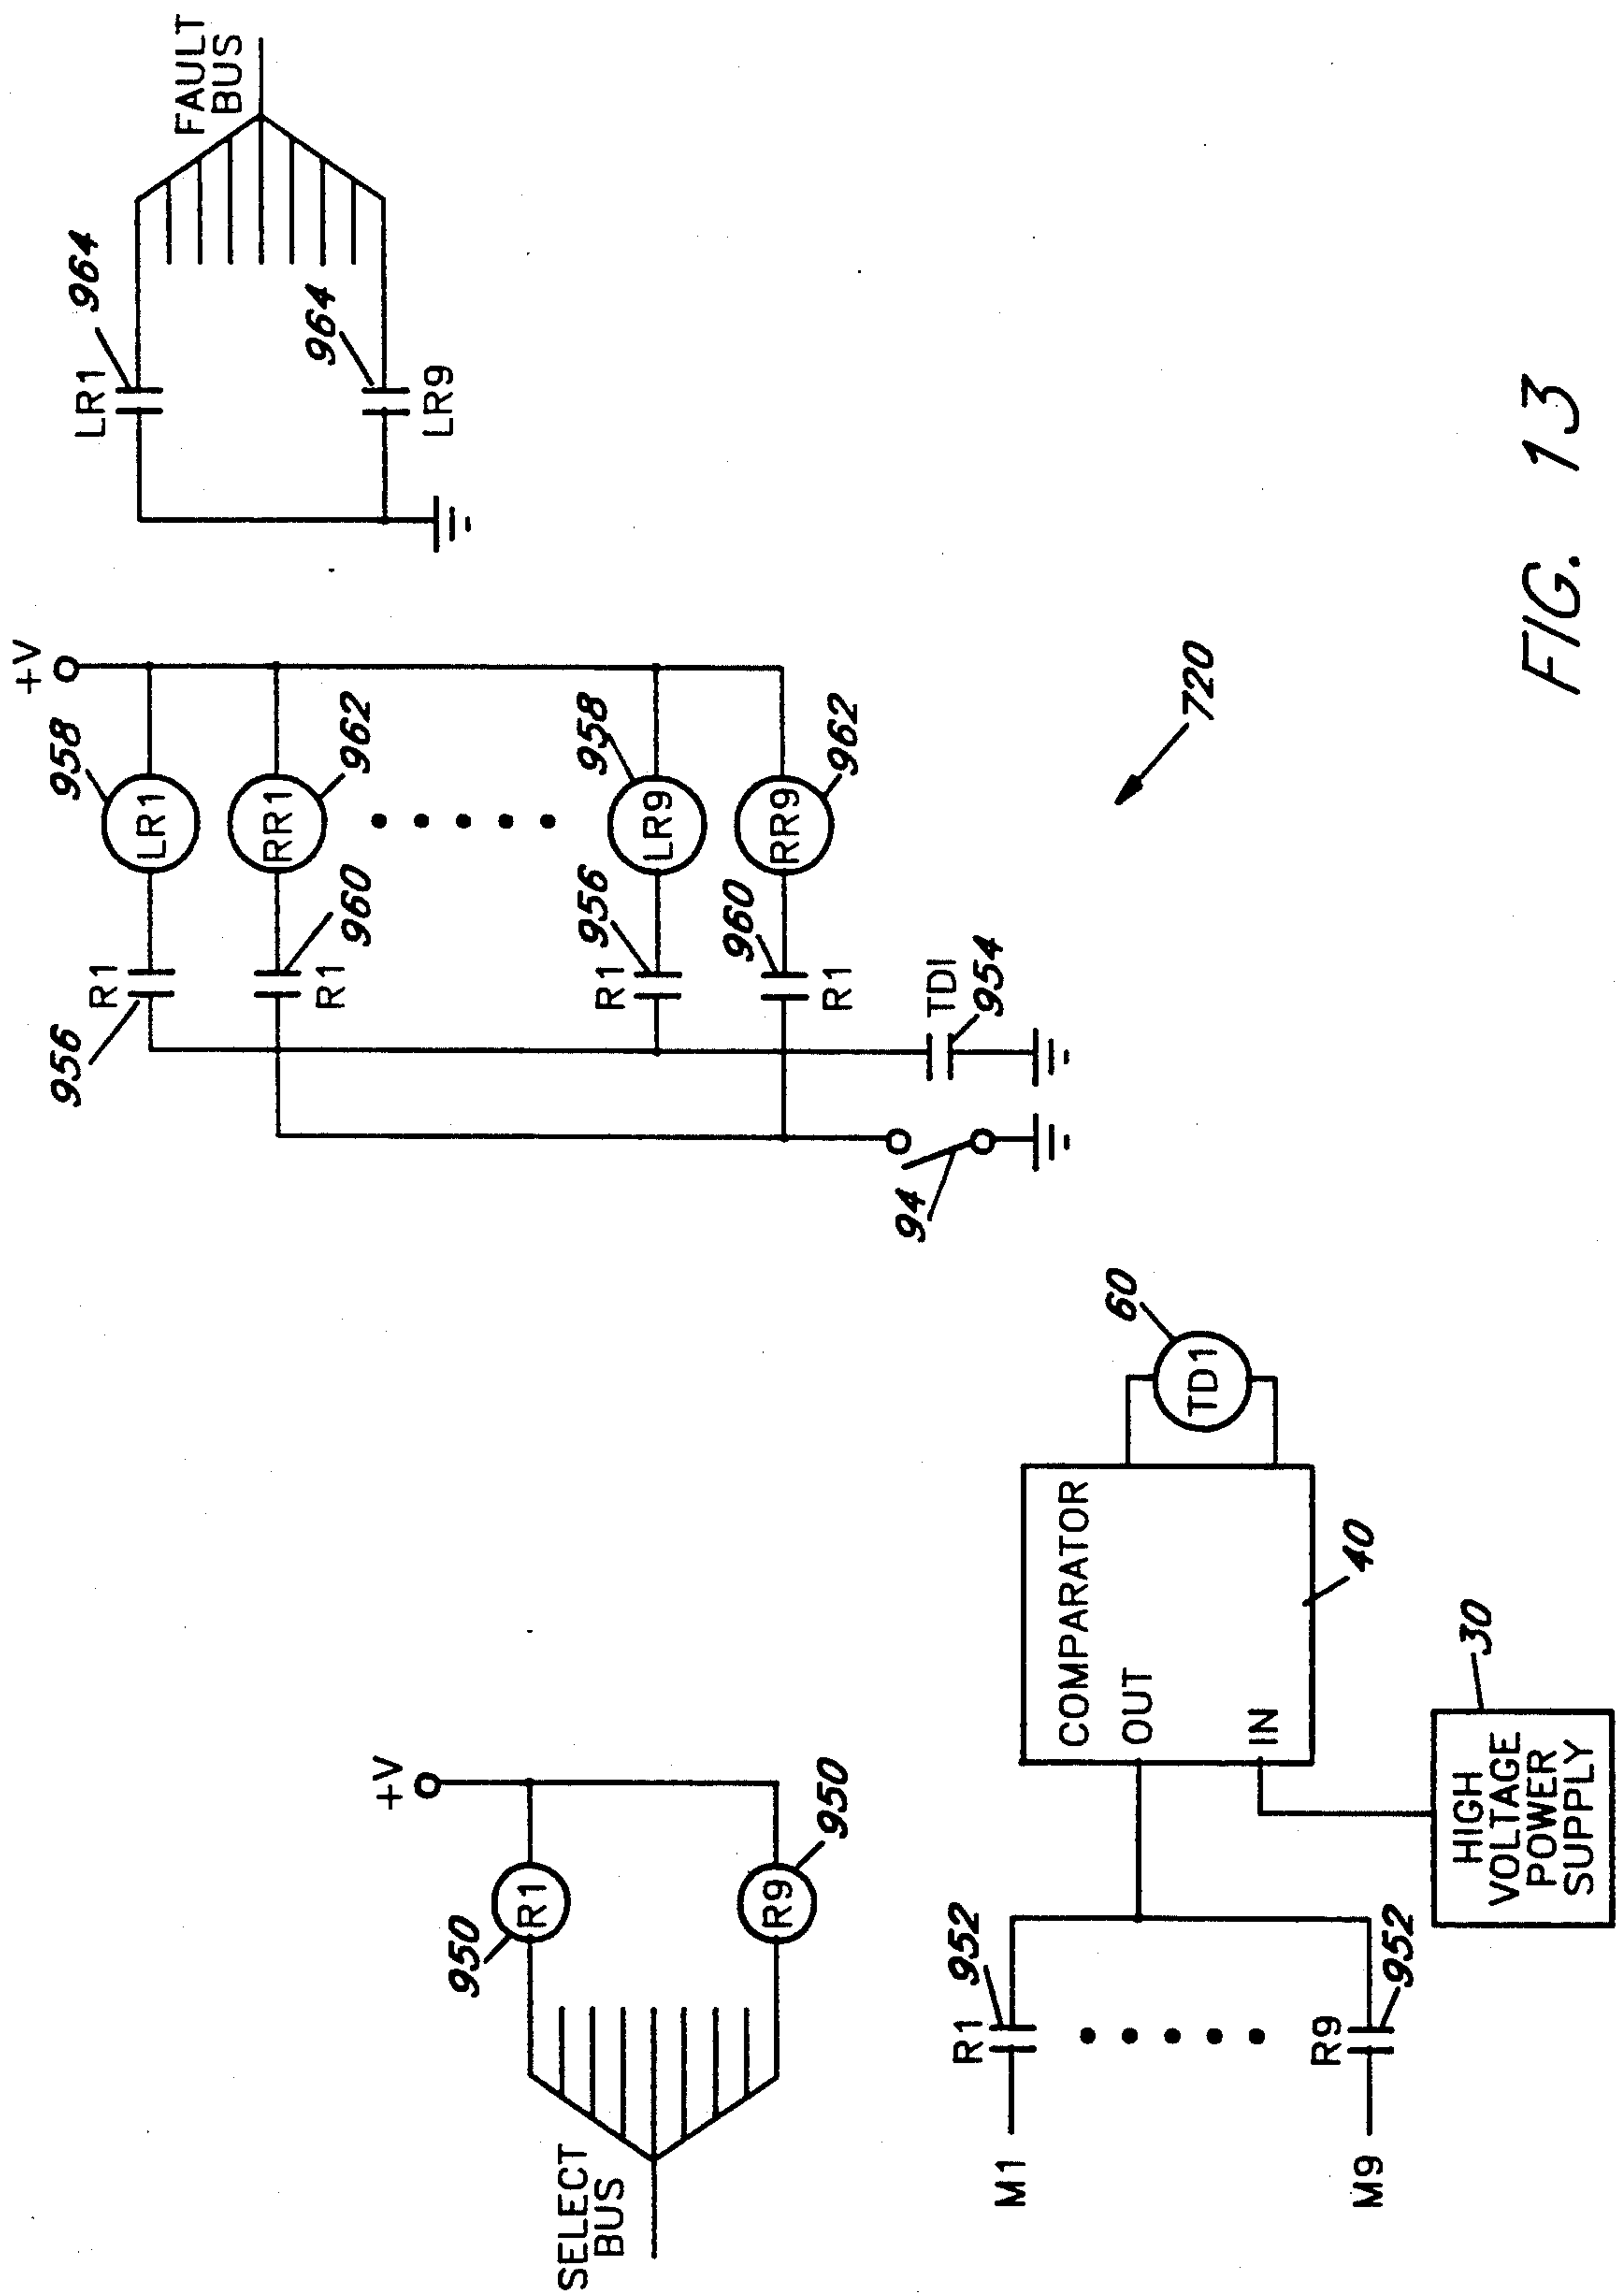 SELECT
BUS
950
R1
R9
950
+V
M1
R1
952
M9
R9
952
COMPARATOR
OUT
IN
40
HIGH
VOLTAGE
POWER
SUPPLY
30
TD1
60
+V
956
R1
LR1
958
R1
960
RR1
962
R1
956
LR9
958
R1
960
RR9
962
TDI
954
94
720
LR1
964
964
LR9
FAULT
BUS
FIG. 13